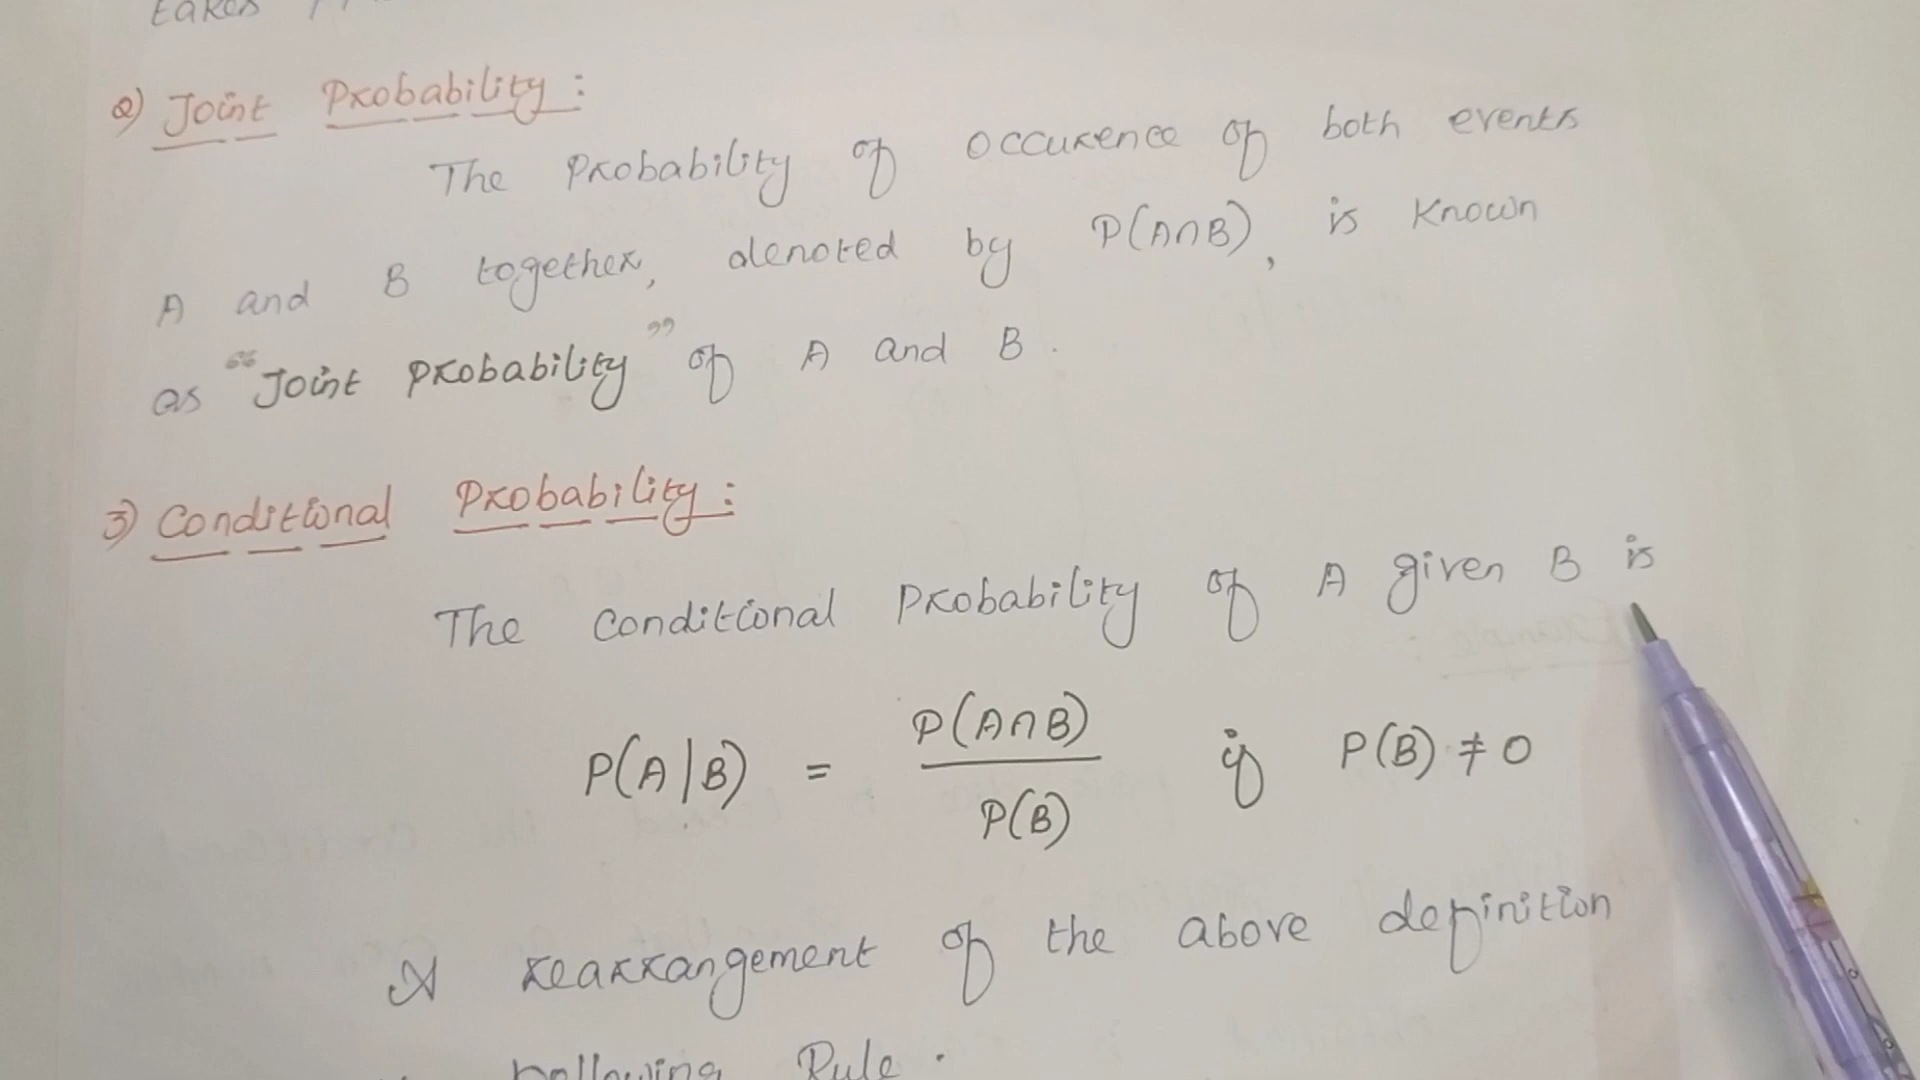 2) Joint Probability :
The Probability of occurence of both events
A and B together, denoted by P(A∩B), is Known
as “Joint probability” of A and B.
3) Conditional Probability :
The Conditional Probability of A given B is
P(A|B) = P(A∩B) / P(B) if P(B) ≠ 0
A rearrangement of the above definition
following Rule.